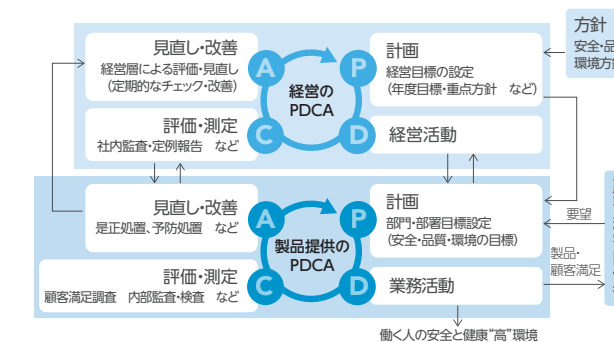 見直し・改善
経営層による評価・見直し
(定期的なチェック・改善)
A
P
計画
経営目標の設定
(年度目標・重点方針 など)
方針
安全・品
環境方針
経営の
PDCA
評価・測定
社内監査・定例報告 など
C
D
経営活動
見直し・改善
是正処置、予防処置 など
A
P
計画
部門・部署目標設定
(安全・品質・環境の目標)
要望
製品提供の
PDCA
評価・測定
顧客満足調査 内部監査・検査 など
C
D
業務活動
製品・
顧客満足
働く人の安全と健康“高”環境